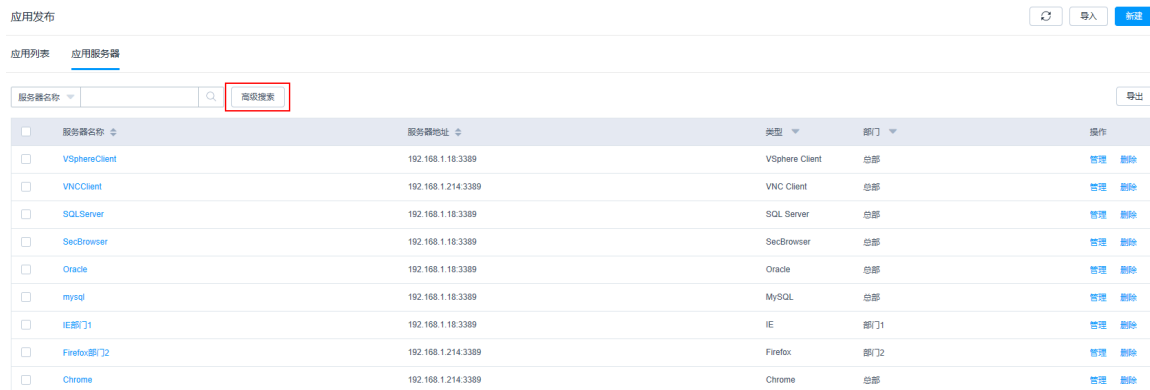 应用发布 导入 新建
应用列表 应用服务器
服务器名称 高级搜索 导出
服务器名称 服务器地址 类型 部门 操作
VSphereClient 192.168.1.18:3389 VSphere Client 总部 管理 删除
VNCClient 192.168.1.214:3389 VNC Client 总部 管理 删除
SQLServer 192.168.1.18:3389 SQL Server 总部 管理 删除
SecBrowser 192.168.1.18:3389 SecBrowser 总部 管理 删除
Oracle 192.168.1.18:3389 Oracle 总部 管理 删除
mysql 192.168.1.18:3389 MySQL 总部 管理 删除
IE部门1 192.168.1.18:3389 IE 部门1 管理 删除
Firefox部门2 192.168.1.214:3389 Firefox 部门2 管理 删除
Chrome 192.168.1.214:3389 Chrome 总部 管理 删除